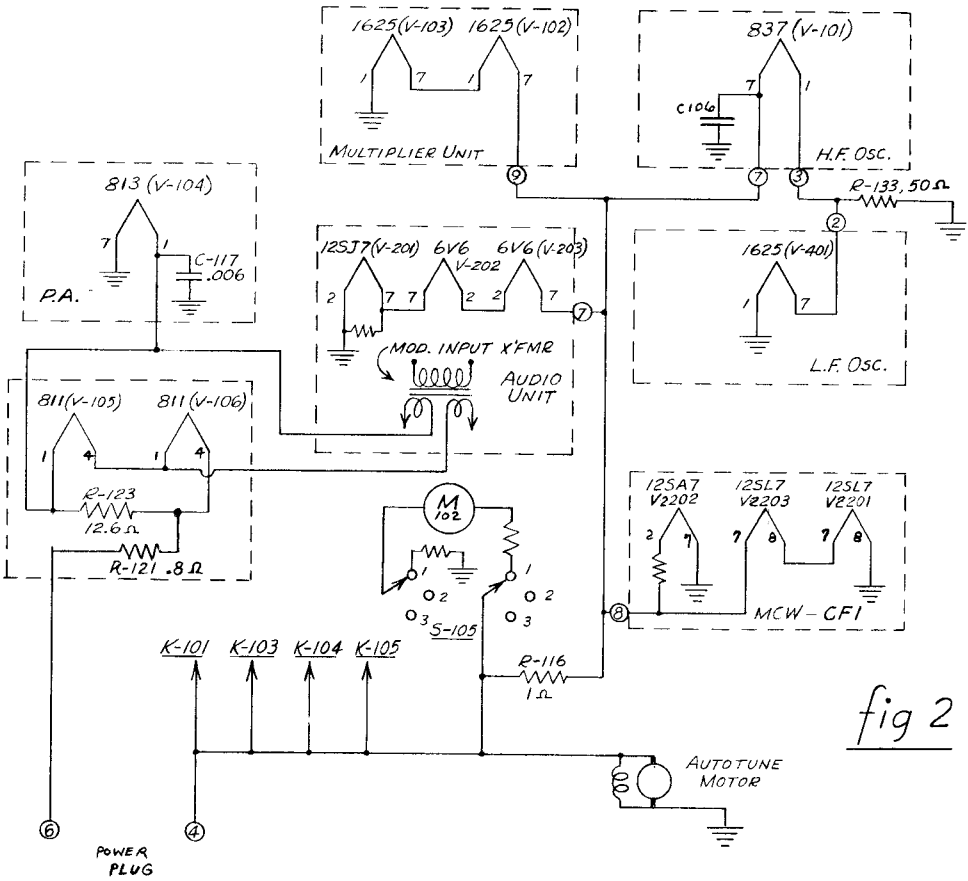 1625 (V-103) 1625 (V-102)
1 7 1 7
MULTIPLIER UNIT
9
837 (V-101)
7 1
C106
H.F. OSC.
7 3
R-133, 50 Ω
2
813 (V-104)
7 1
C-117
.006
P.A.
12SJ7 (V-201) 6V6 V-202 6V6 (V-203)
2 7 7 2 2 7
7
MOD. INPUT X'FMR
AUDIO
UNIT
1625 (V-401)
1 7
L.F. OSC.
811 (V-105) 811 (V-106)
1 4 1 4
R-123
12.6 Ω
R-121 .8 Ω
M
102
1 1
2 2
3 3
S-105
12SA7 12SL7 12SL7
V2202 V2203 V2201
2 7 7 8 7 8
8
MCW-CFI
K-101 K-103 K-104 K-105
R-116
1 Ω
fig 2
AUTOTUNE
MOTOR
6 4
POWER
PLUG